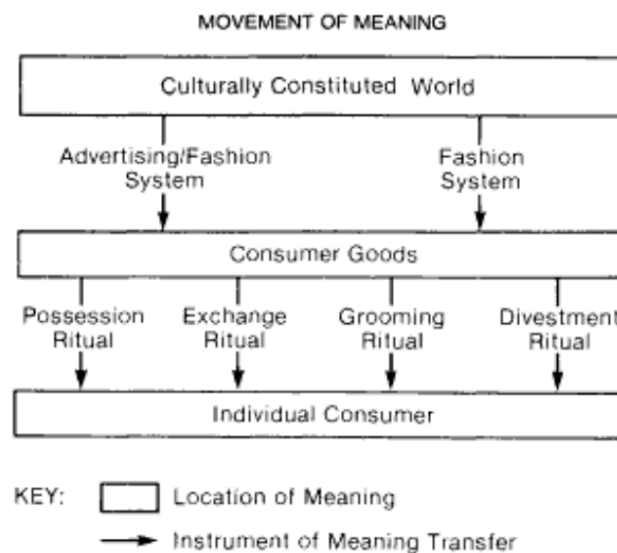 MOVEMENT OF MEANING
Culturally Constituted World
Advertising/Fashion System
Fashion System
Consumer Goods
Possession Ritual
Exchange Ritual
Grooming Ritual
Divestment Ritual
Individual Consumer
KEY:
Location of Meaning
Instrument of Meaning Transfer